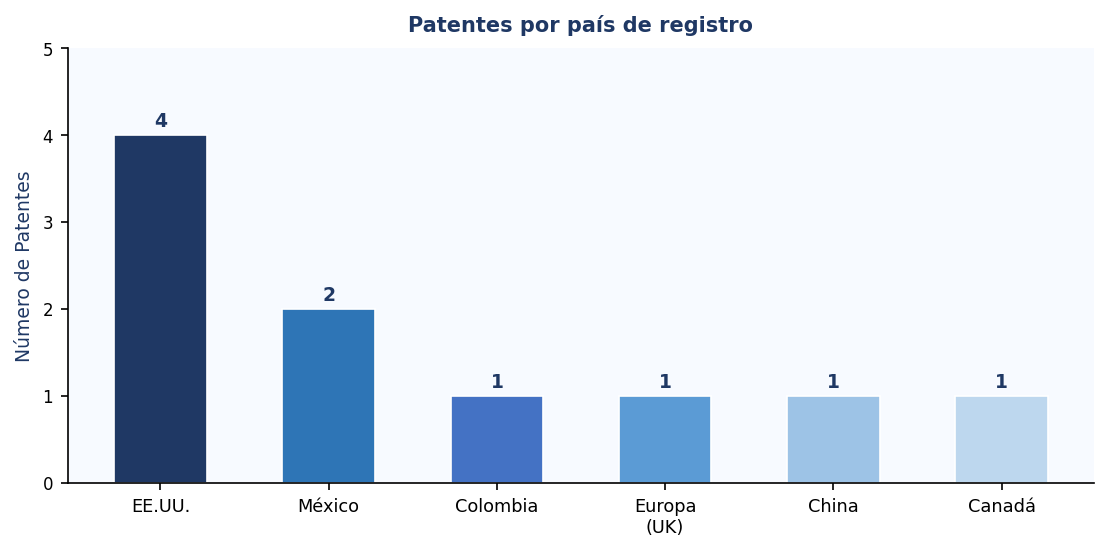 Patentes por país de registro
Número de Patentes
5
4
3
2
1
0
4
2
1
1
1
1
EE.UU.
México
Colombia
Europa
(UK)
China
Canadá